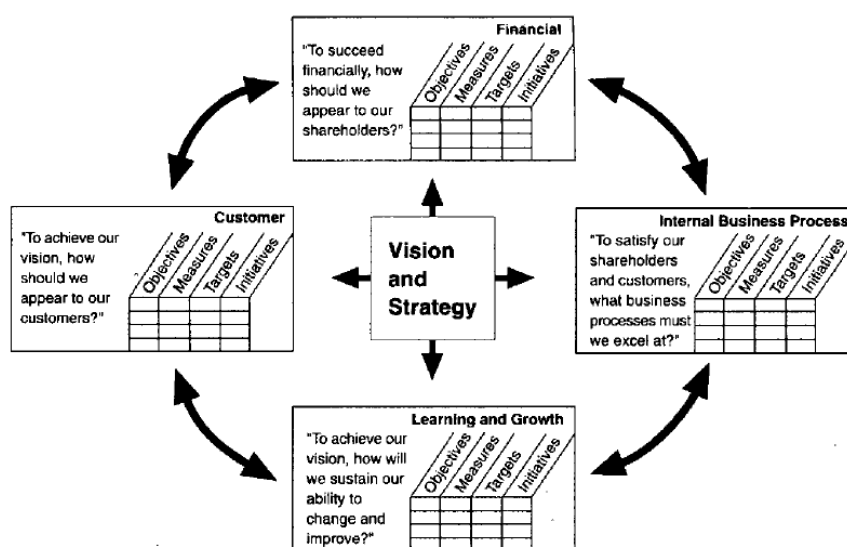 Financial
"To succeed
financially, how
should we
appear to our
shareholders?"
Objectives
Measures
Targets
Initiatives
Customer
"To achieve our
vision, how
should we
appear to our
customers?"
Objectives
Measures
Targets
Initiatives
Vision
and
Strategy
Internal Business Process
"To satisfy our
shareholders
and customers,
what business
processes must
we excel at?"
Objectives
Measures
Targets
Initiatives
Learning and Growth
"To achieve our
vision, how will
we sustain our
ability to
change and
improve?"
Objectives
Measures
Targets
Initiatives